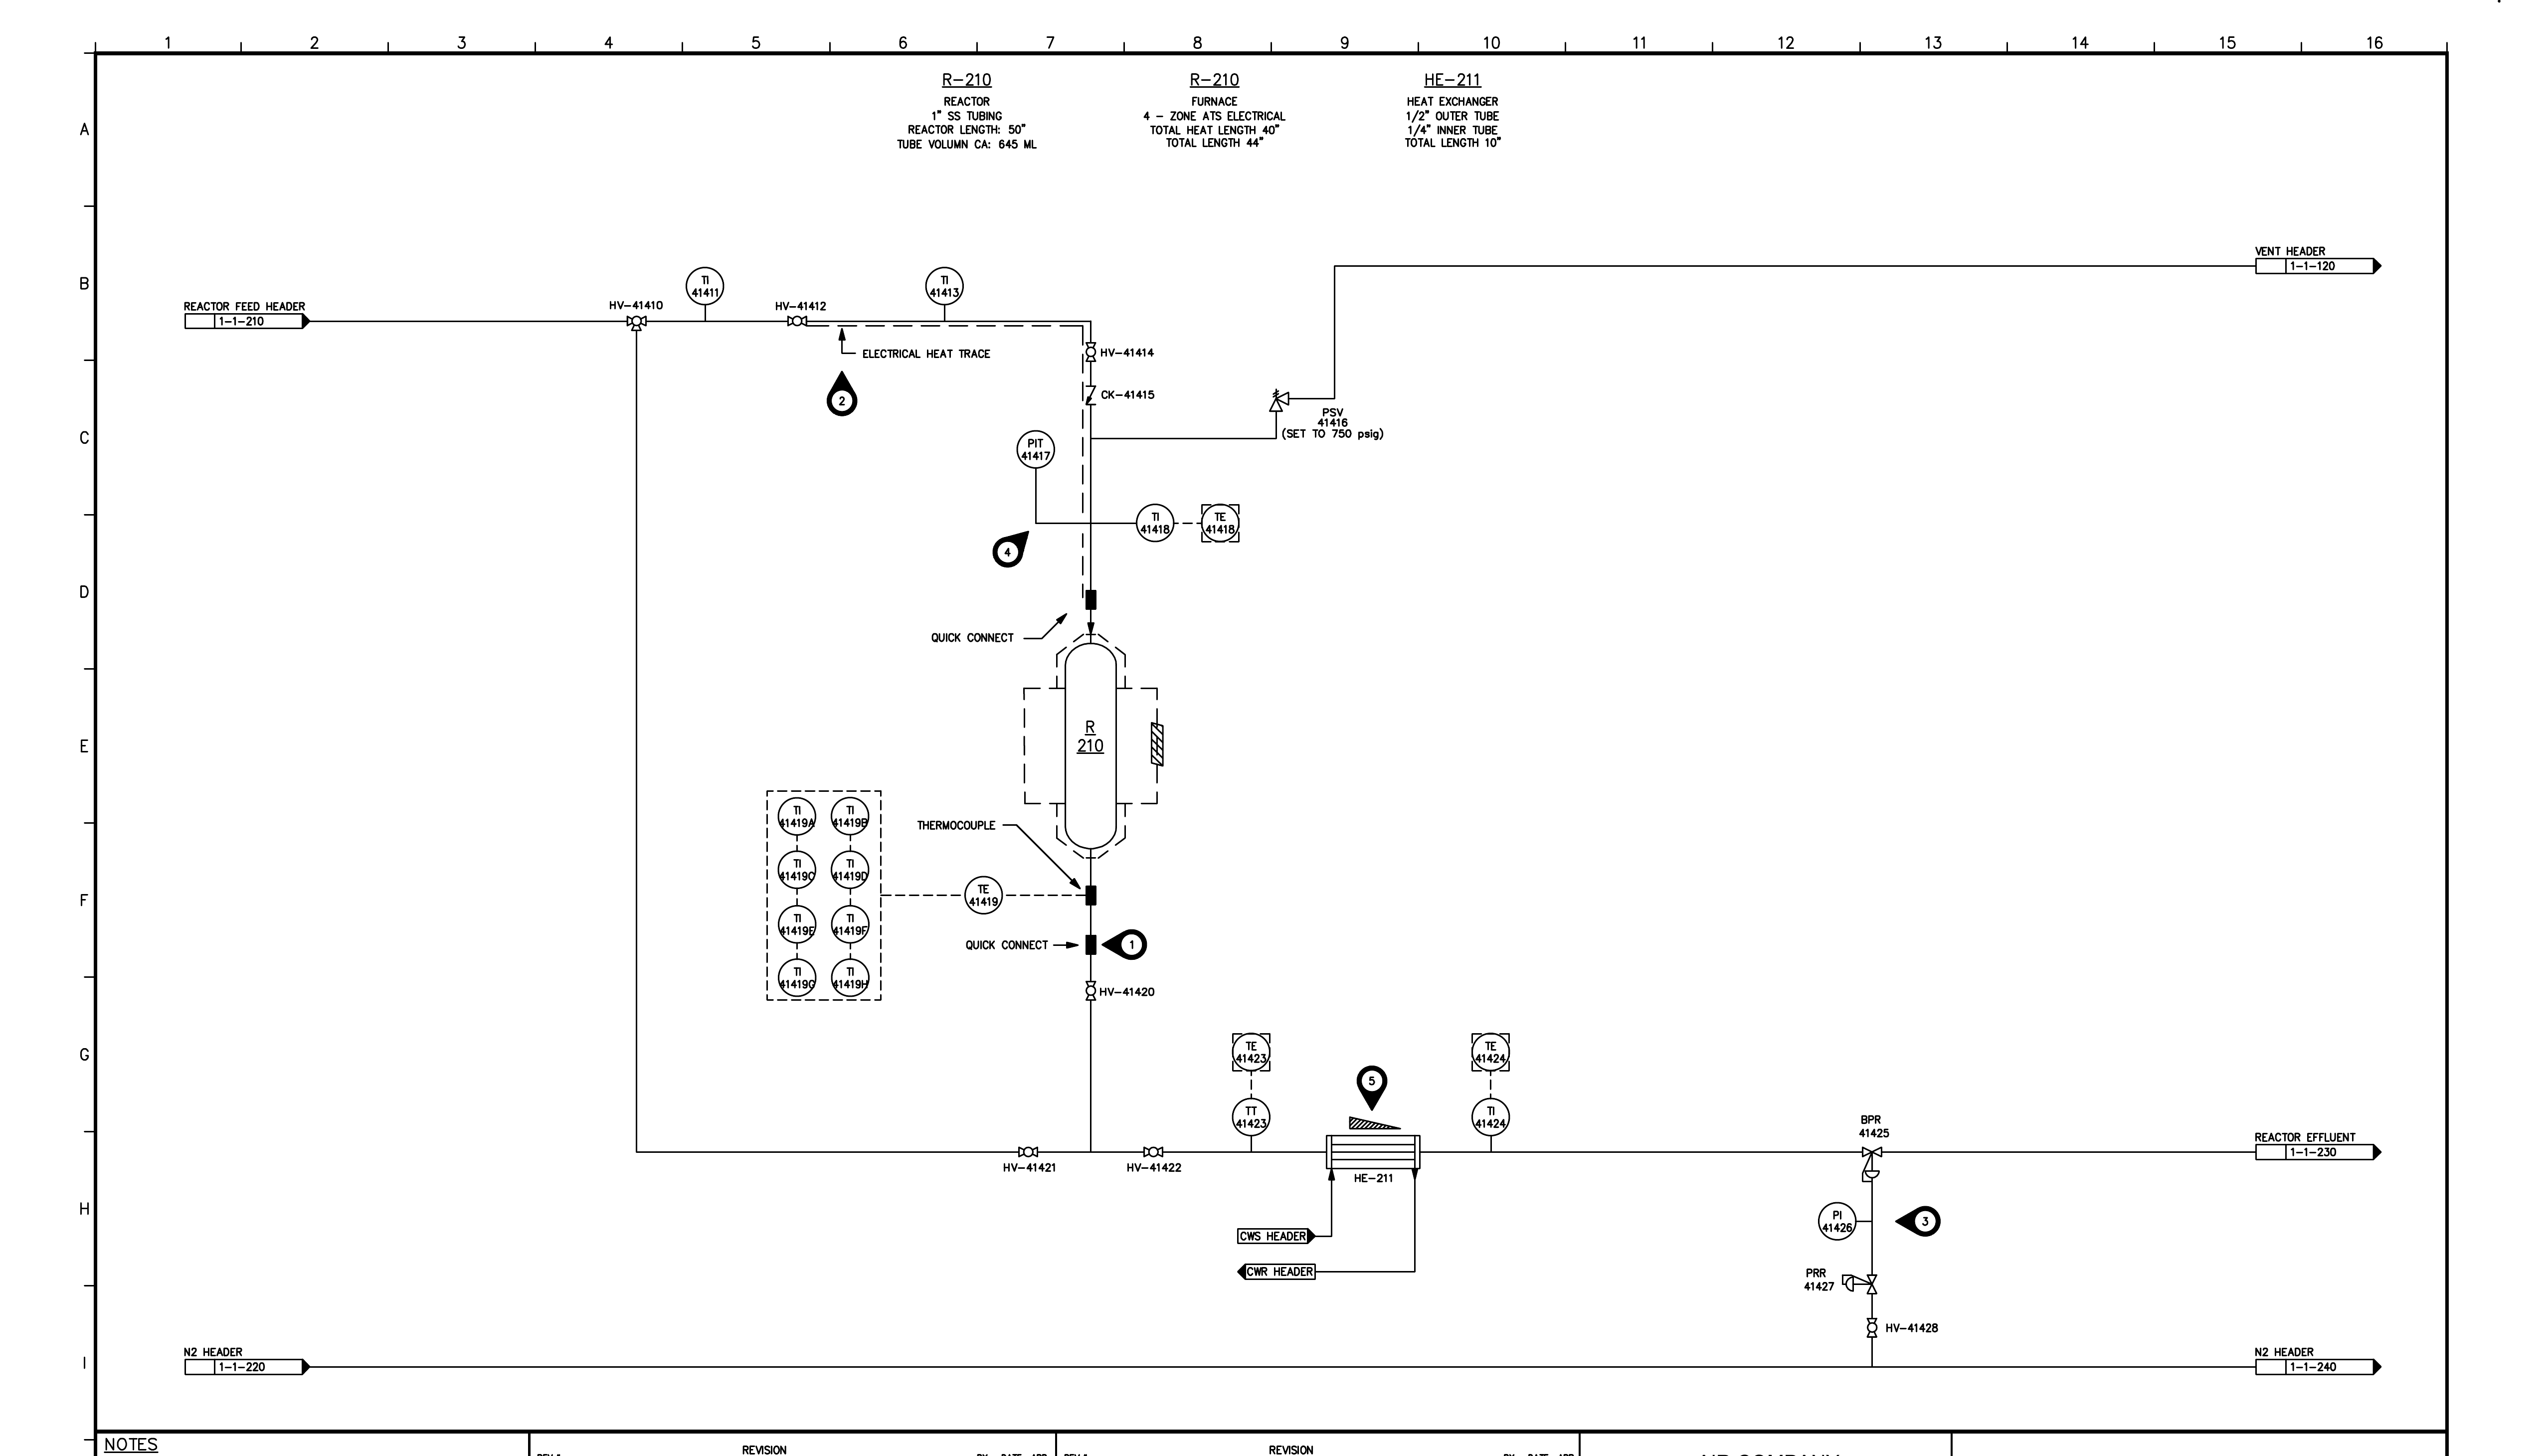 1 2 3 4 5 6 7 8 9 10 11 12 13 14 15 16
A
B
C
D
E
F
G
H
I
R-210
REACTOR
1" SS TUBING
REACTOR LENGTH: 50"
TUBE VOLUMN CA: 645 ML
R-210
FURNACE
4 - ZONE ATS ELECTRICAL
TOTAL HEAT LENGTH 40"
TOTAL LENGTH 44"
HE-211
HEAT EXCHANGER
1/2" OUTER TUBE
1/4" INNER TUBE
TOTAL LENGTH 10"
VENT HEADER
1-1-120
REACTOR FEED HEADER
1-1-210
HV-41410
TI
41411
HV-41412
TI
41413
ELECTRICAL HEAT TRACE
2
HV-41414
CK-41415
PSV
41416
(SET TO 750 psig)
PIT
41417
TI
41418
TE
41418
4
QUICK CONNECT
R
210
THERMOCOUPLE
TI
41419A
TI
41419B
TI
41419C
TI
41419D
TI
41419E
TI
41419F
TI
41419G
TI
41419H
TE
41419
QUICK CONNECT
1
HV-41420
TE
41423
TE
41424
5
TT
41423
TI
41424
HV-41421
HV-41422
HE-211
CWS HEADER
CWR HEADER
BPR
41425
REACTOR EFFLUENT
1-1-230
PI
41426
3
PRR
41427
HV-41428
N2 HEADER
1-1-220
N2 HEADER
1-1-240
NOTES
REVISION
REVISION